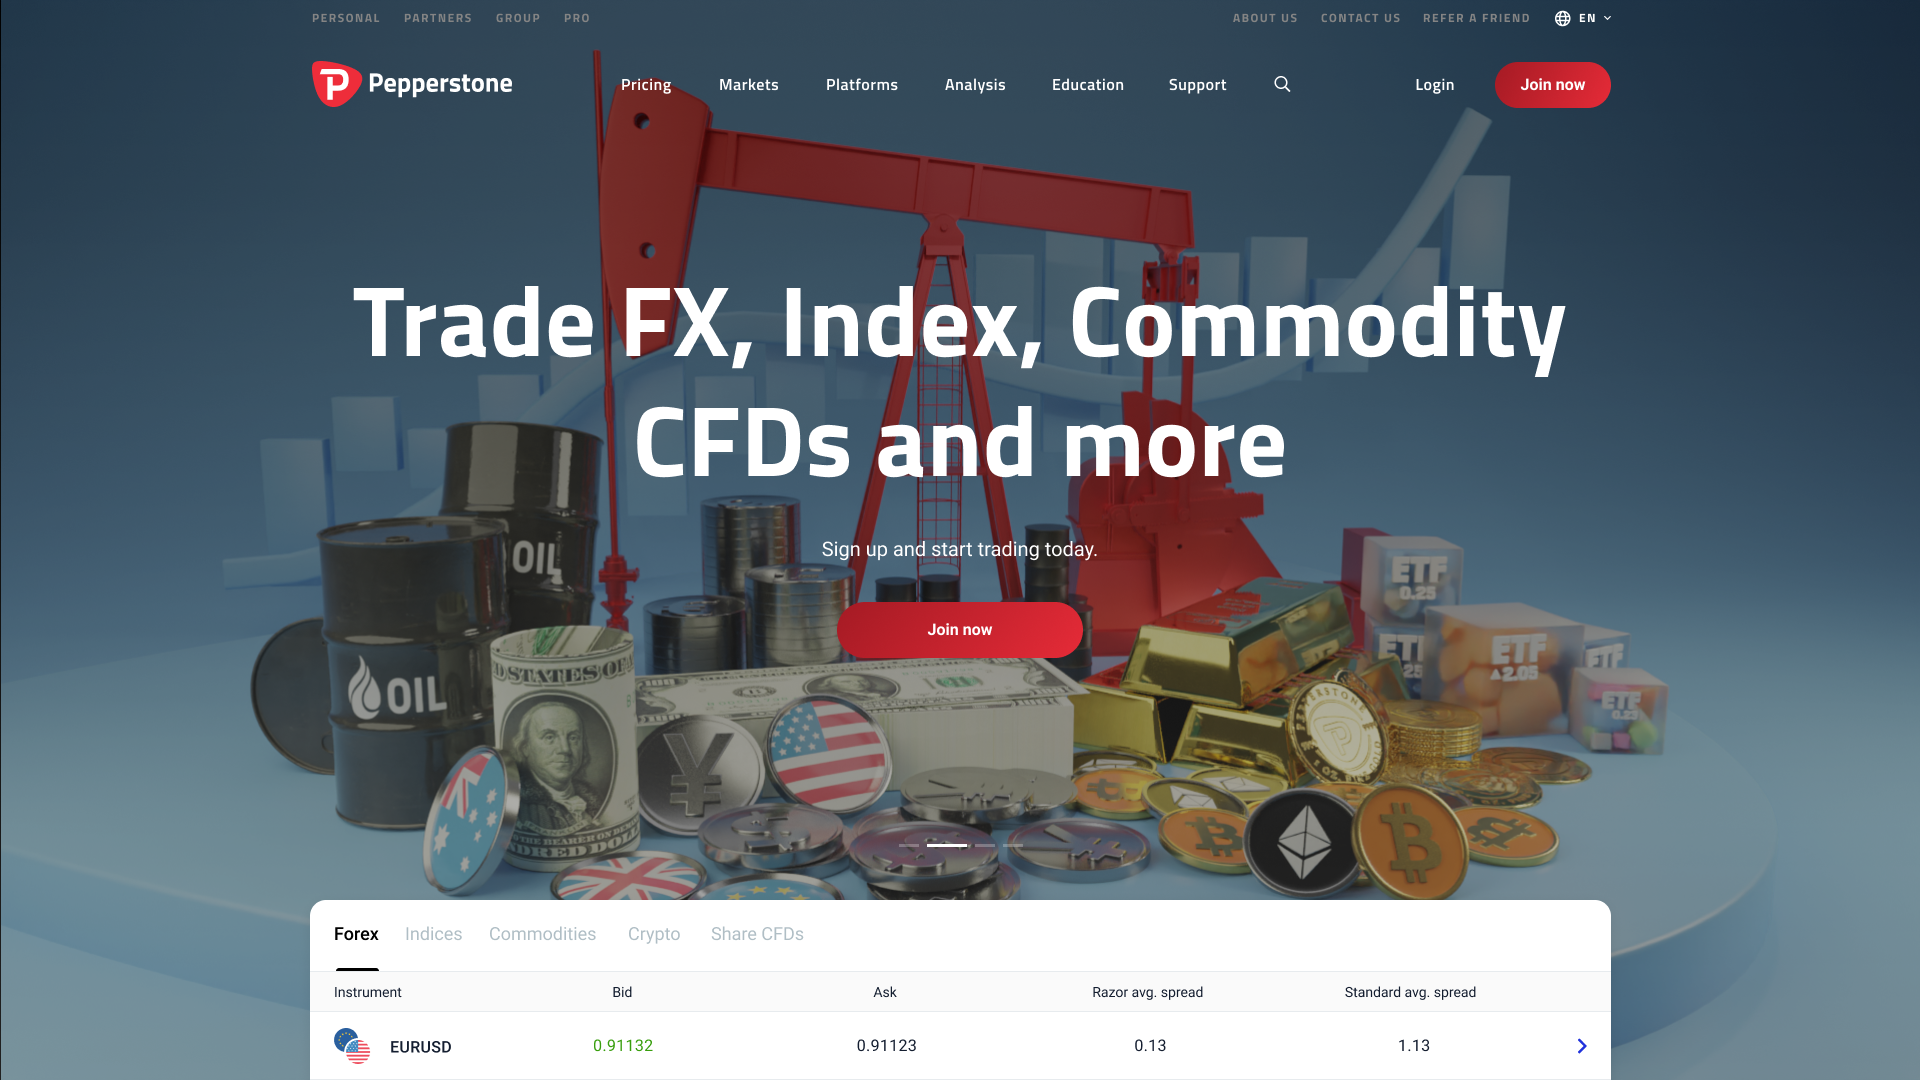 PERSONAL PARTNERS GROUP PRO ABOUT US CONTACT US REFER A FRIEND EN
Pepperstone Pricing Markets Platforms Analysis Education Support Login Join now
Trade FX, Index, Commodity
CFDs and more
Sign up and start trading today.
Join now
OIL
OIL
ETF
0.25
ETF
ETF
2.05
ETF
ETF
Forex Indices Commodities Crypto Share CFDs
Instrument Bid Ask Razor avg. spread Standard avg. spread
EURUSD 0.91132 0.91123 0.13 1.13